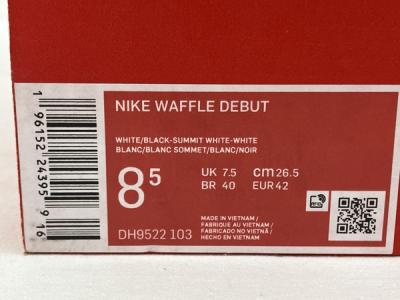 NIKE WAFFLE DEBUT
WHITE/BLACK-SUMMIT WHITE-WHITE
BLANC/BLANC SOMMET/BLANC/NOIR
8⁵
UK 7.5 cm 26.5
BR 40 EUR 42
MADE IN VIETNAM /
FABRIQUE AU VIETNAM /
FABRICADO NO VIETNÃ /
HECHO EN VIETNAM
DH9522 103
1 96152 24395 9 16